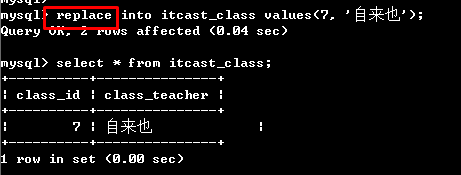 mysql>
mysql> replace into itcast_class values(7, '自来也');
Query OK, 2 rows affected (0.04 sec)
mysql> select * from itcast_class;
+----------+---------------+
| class_id | class_teacher |
+----------+---------------+
|        7 | 自来也        |
+----------+---------------+
1 row in set (0.00 sec)